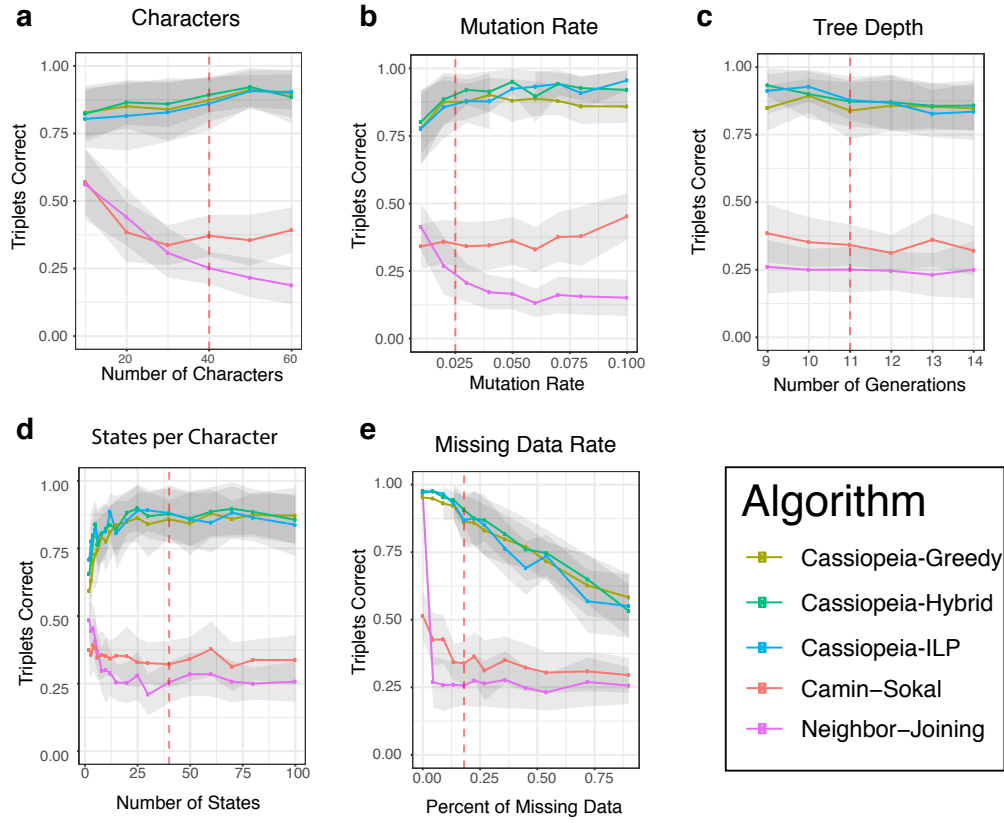 a
Characters
Triplets Correct
1.00
0.75
0.50
0.25
0.00
20
40
60
Number of Characters
b
Mutation Rate
Triplets Correct
1.00
0.75
0.50
0.25
0.00
0.025
0.050
0.075
0.100
Mutation Rate
c
Tree Depth
Triplets Correct
1.00
0.75
0.50
0.25
0.00
9
10
11
12
13
14
Number of Generations
d
States per Character
Triplets Correct
1.00
0.75
0.50
0.25
0.00
0
25
50
75
100
Number of States
e
Missing Data Rate
Triplets Correct
1.00
0.75
0.50
0.25
0.00
0.00
0.25
0.50
0.75
Percent of Missing Data
Algorithm
Cassiopeia-Greedy
Cassiopeia-Hybrid
Cassiopeia-ILP
Camin−Sokal
Neighbor−Joining